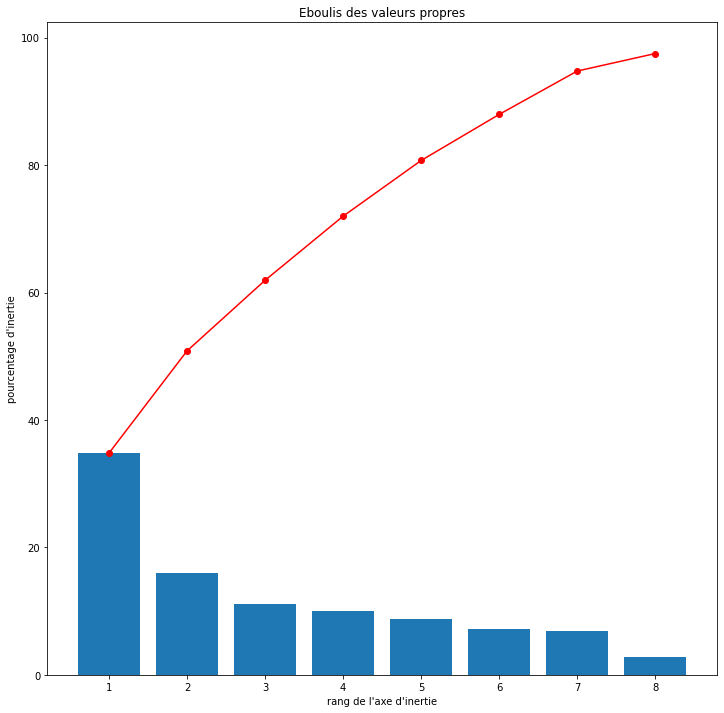 Eboulis des valeurs propres
100
80
60
40
20
0
pourcentage d'inertie
1 2 3 4 5 6 7 8
rang de l'axe d'inertie